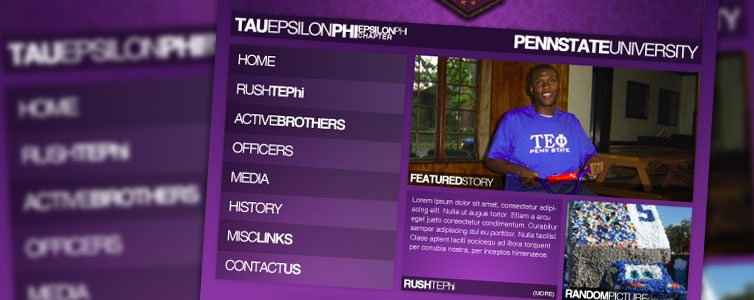 TAUEPSILONPHI EPSILONPHI CHAPTER
PENNSTATEUNIVERSITY
HOME
RUSHTEPhi
ACTIVEBROTHERS
OFFICERS
MEDIA
HISTORY
MISCLINKS
CONTACTUS
ΤΕΦ
PENN STATE
FEATUREDSTORY
Lorem ipsum dolor sit amet, consectetur adipi-
scing elit. Nulla ut augue tortor. Etiam a arcu
eget justo consectetur condimentum. Curabitur
semper adipiscing dui eu porttitor. Nulla facilisi.
Class aptent taciti sociosqu ad litora torquent
per conubia nostra, per inceptos himenaeos.
RUSHTEPhi
(MORE)
RANDOMPICTURE
TAUEPSILONPHI
HOME
RUSHTEPhi
ACTIVEBROTHERS
OFFICERS
MEDIA